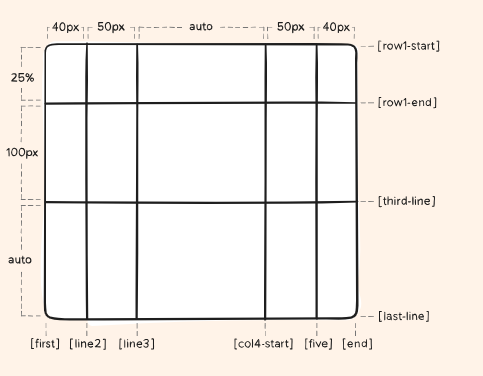 40px 50px auto 50px 40px
[row1-start]
25%
[row1-end]
100px
[third-line]
auto
[last-line]
[first] [line2] [line3] [col4-start] [five] [end]